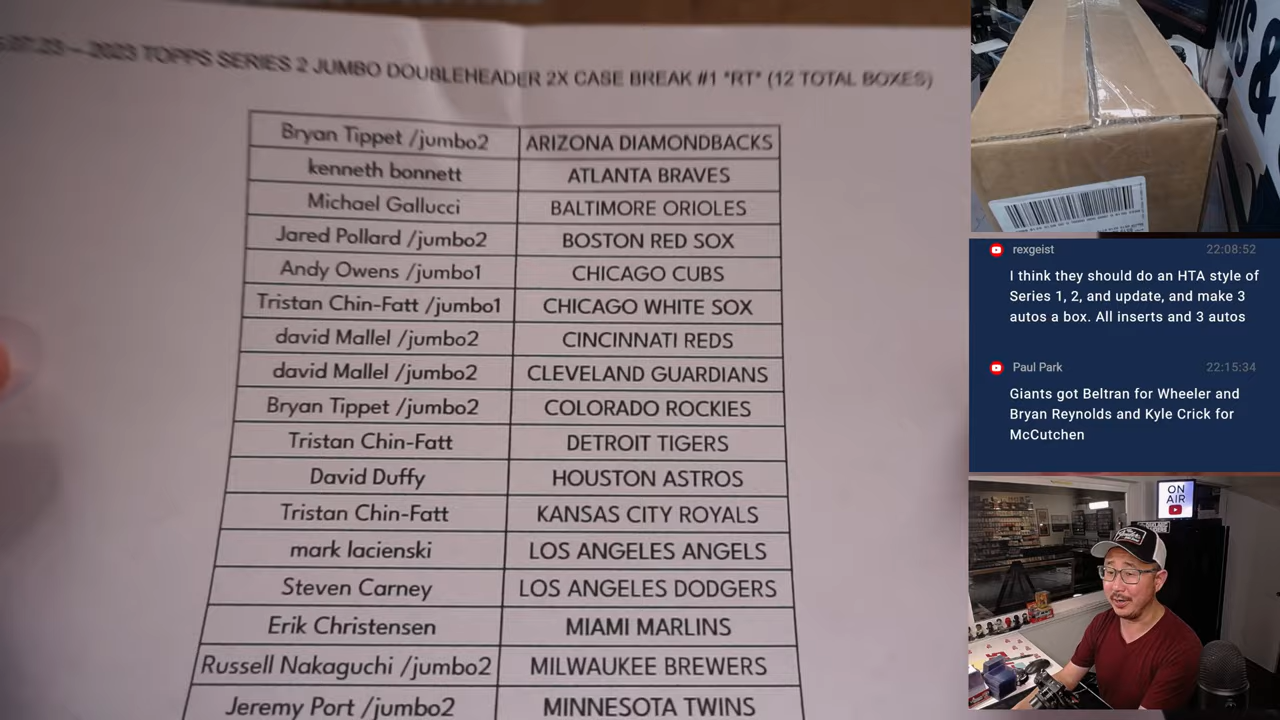 2023 TOPPS SERIES 2 JUMBO DOUBLEHEADER 2X CASE BREAK #1 *RT* (12 TOTAL BOXES)
Bryan Tippet /jumbo2 ARIZONA DIAMONDBACKS
kenneth bonnett ATLANTA BRAVES
Michael Gallucci BALTIMORE ORIOLES
Jared Pollard /jumbo2 BOSTON RED SOX
Andy Owens /jumbo1 CHICAGO CUBS
Tristan Chin-Fatt /jumbo1 CHICAGO WHITE SOX
david Mallel /jumbo2 CINCINNATI REDS
david Mallel /jumbo2 CLEVELAND GUARDIANS
Bryan Tippet /jumbo2 COLORADO ROCKIES
Tristan Chin-Fatt DETROIT TIGERS
David Duffy HOUSTON ASTROS
Tristan Chin-Fatt KANSAS CITY ROYALS
mark lacienski LOS ANGELES ANGELS
Steven Carney LOS ANGELES DODGERS
Erik Christensen MIAMI MARLINS
Russell Nakaguchi /jumbo2 MILWAUKEE BREWERS
Jeremy Port /jumbo2 MINNESOTA TWINS
&
rexgeist 22:08:52
I think they should do an HTA style of
Series 1, 2, and update, and make 3
autos a box. All inserts and 3 autos
Paul Park 22:15:34
Giants got Beltran for Wheeler and
Bryan Reynolds and Kyle Crick for
McCutchen
ON
AIR